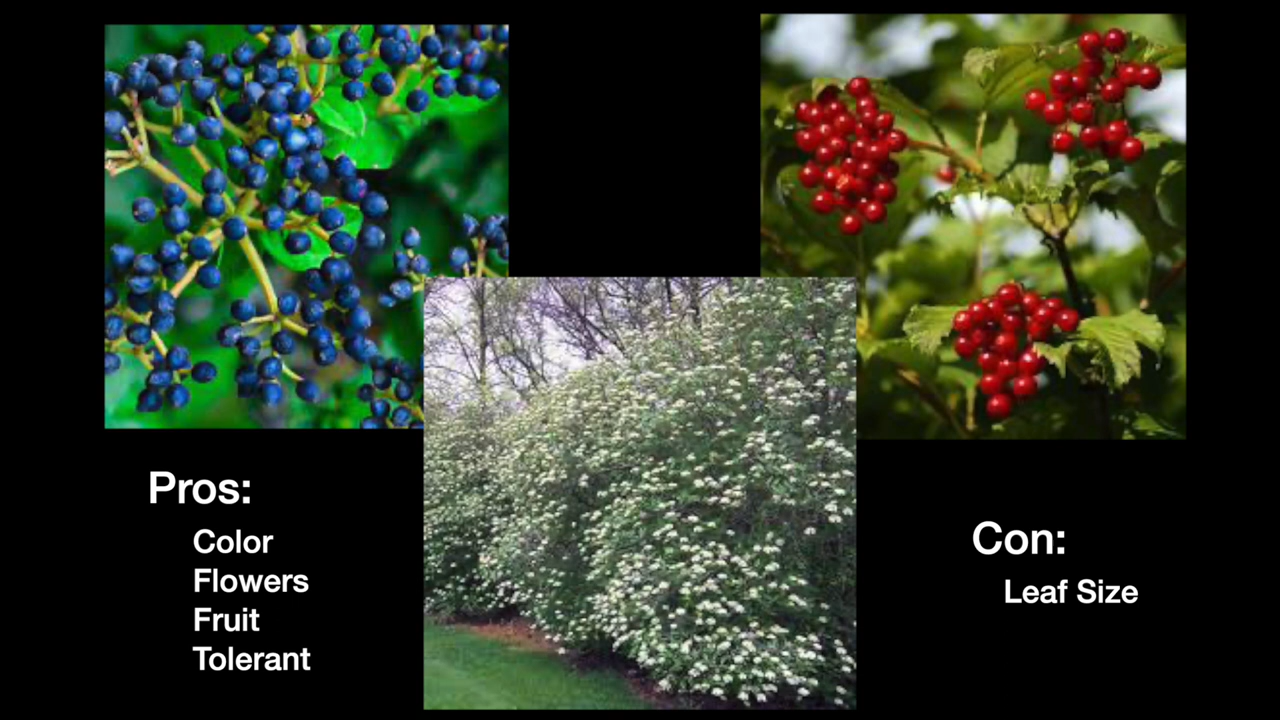 Pros:
Color
Flowers
Fruit
Tolerant
Con:
Leaf Size